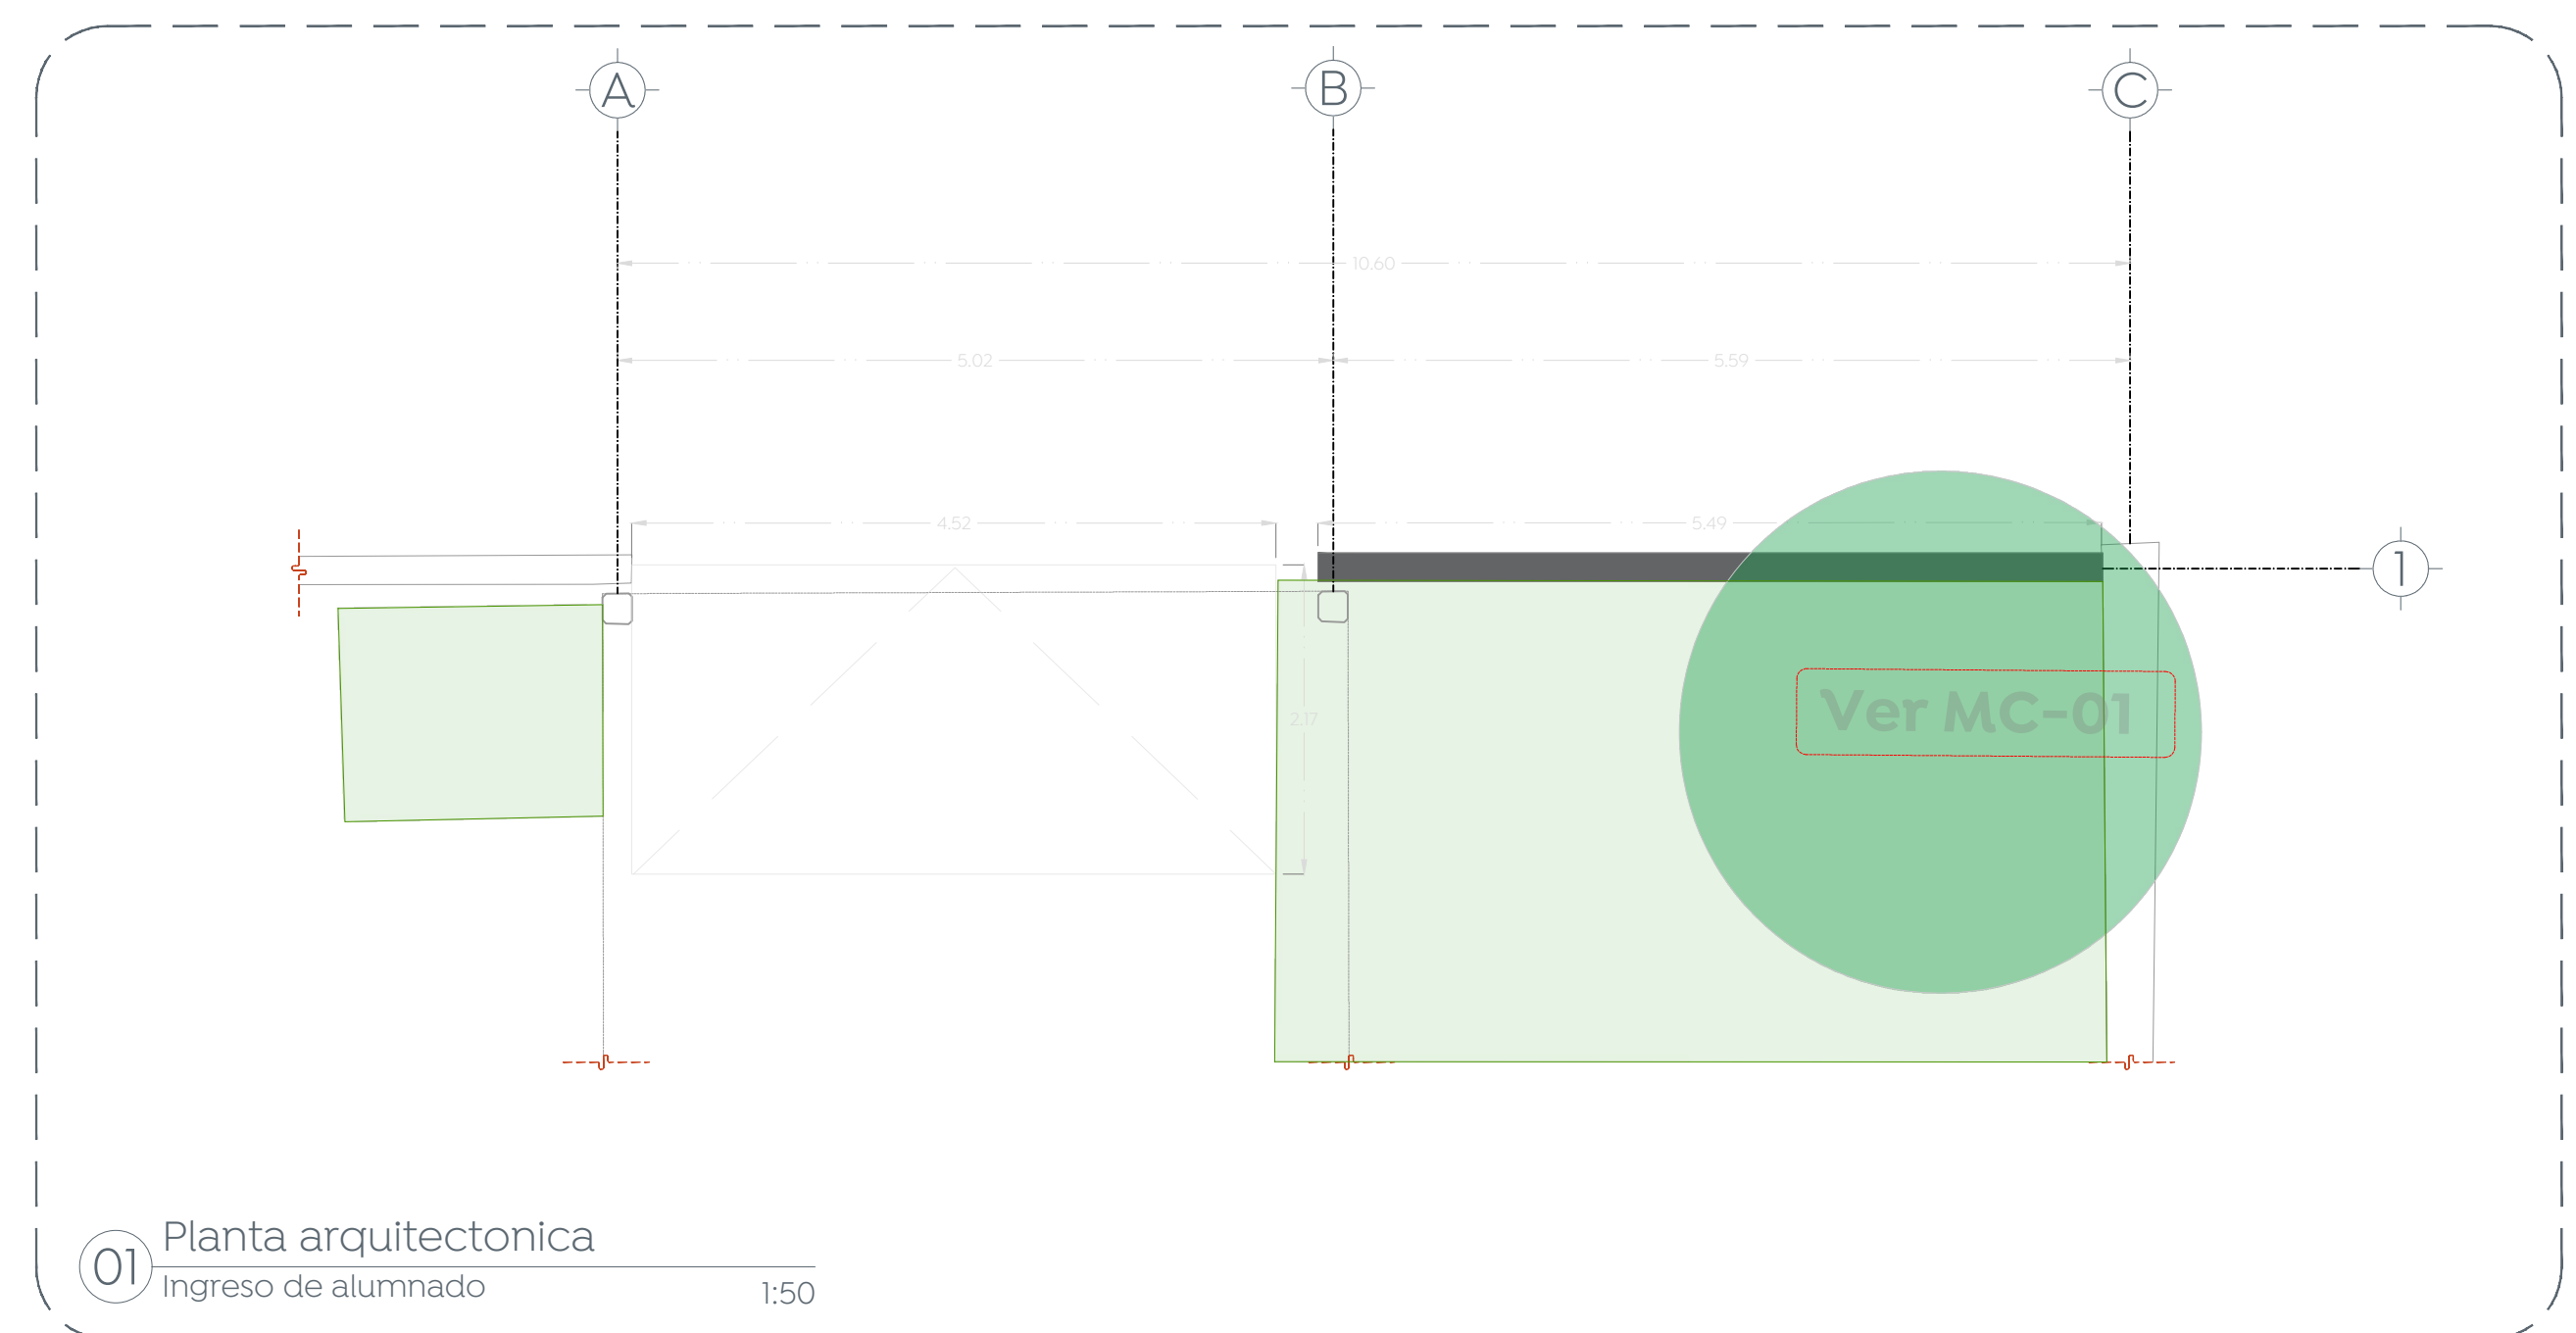 A
B
C
10.60
5.02
5.59
4.52
5.49
1
2.17
Ver MC-01
01
Planta arquitectonica
Ingreso de alumnado
1:50